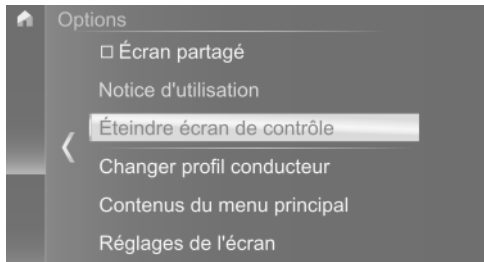 Options
Écran partagé
Notice d'utilisation
Éteindre écran de contrôle
Changer profil conducteur
Contenus du menu principal
Réglages de l'écran